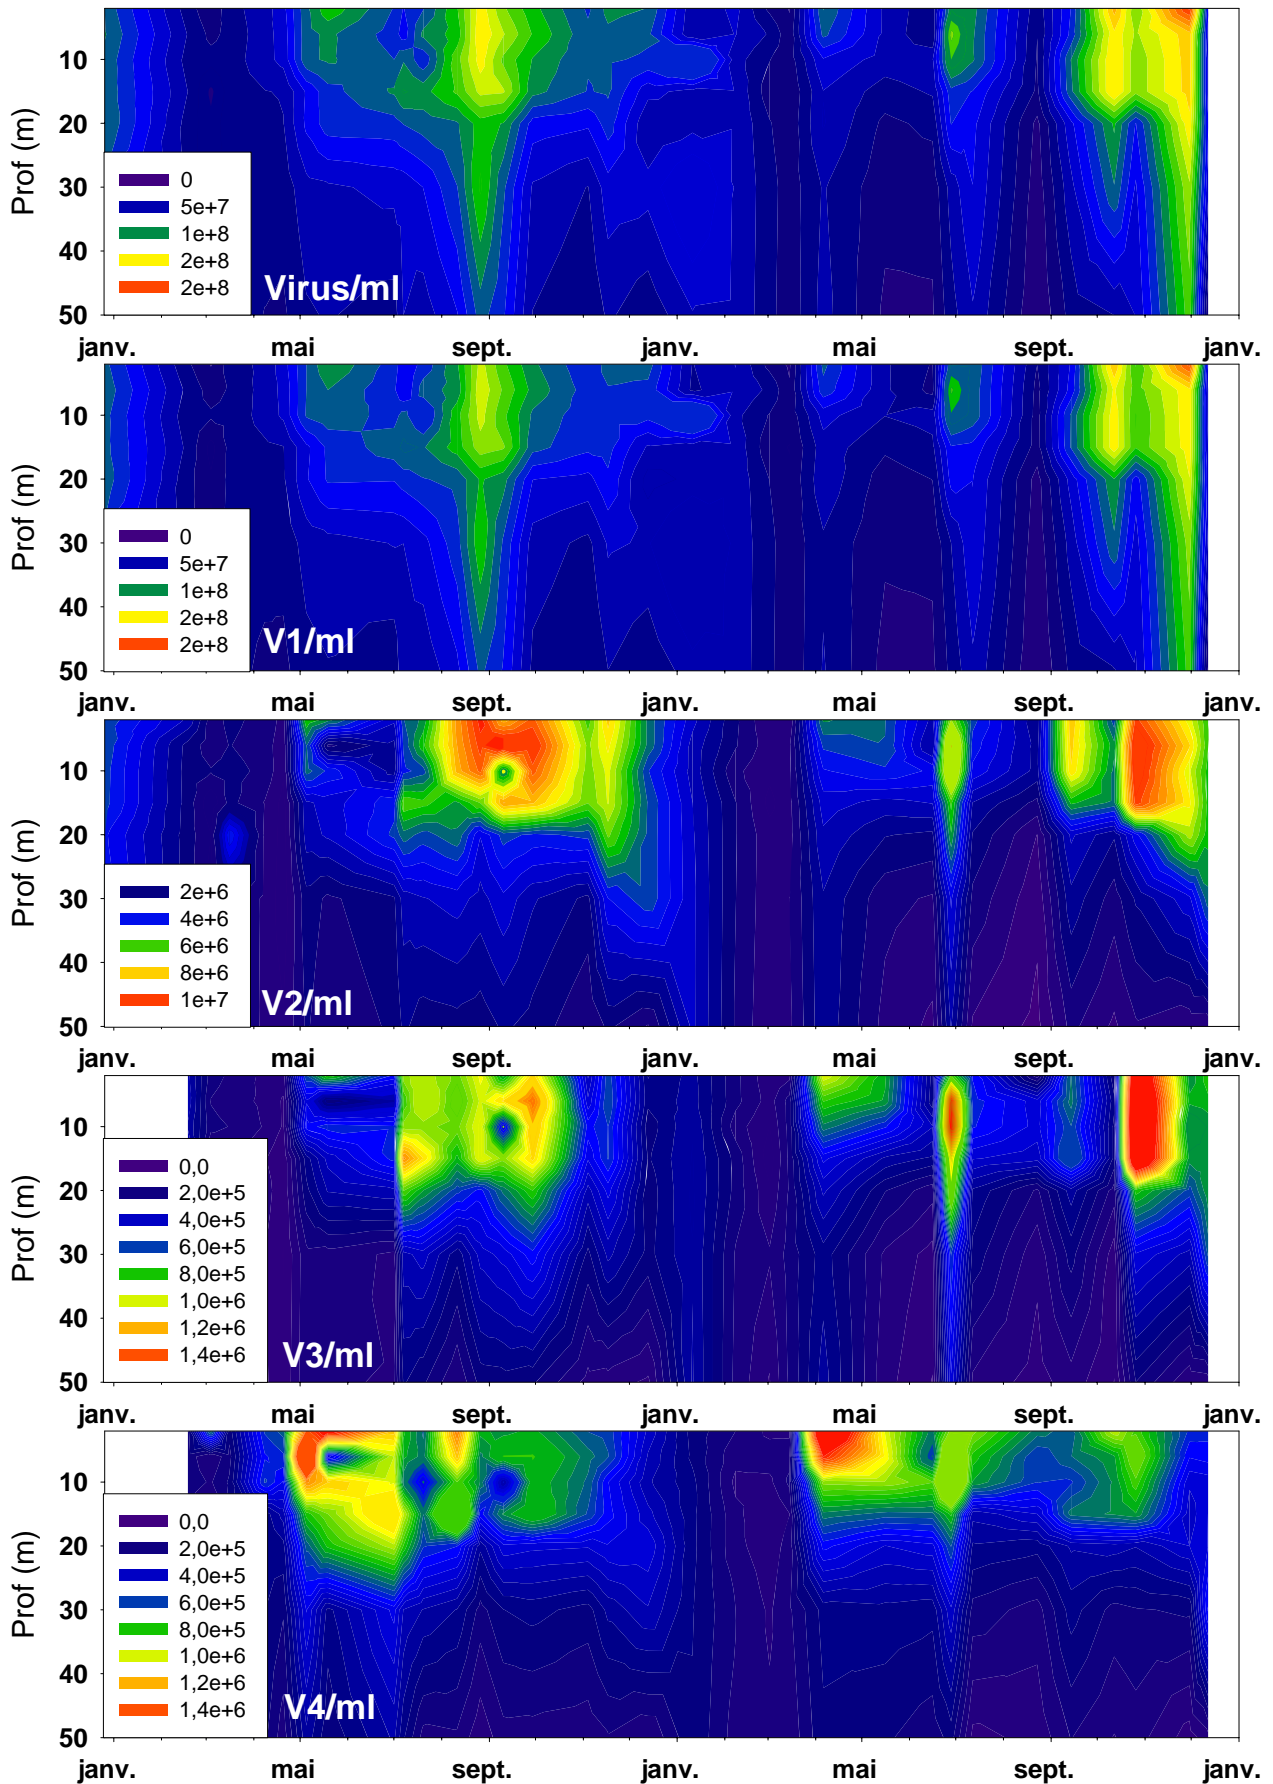 10
20
30
40
50
Prof (m)
0
5e+7
1e+8
2e+8
2e+8
Virus/ml
janv. mai sept. janv. mai sept. janv.
10
20
30
40
50
Prof (m)
0
5e+7
1e+8
2e+8
2e+8
V1/ml
janv. mai sept. janv. mai sept. janv.
10
20
30
40
50
Prof (m)
2e+6
4e+6
6e+6
8e+6
1e+7
V2/ml
janv. mai sept. janv. mai sept. janv.
10
20
30
40
50
Prof (m)
0,0
2,0e+5
4,0e+5
6,0e+5
8,0e+5
1,0e+6
1,2e+6
1,4e+6
V3/ml
janv. mai sept. janv. mai sept. janv.
10
20
30
40
50
Prof (m)
0,0
2,0e+5
4,0e+5
6,0e+5
8,0e+5
1,0e+6
1,2e+6
1,4e+6
V4/ml
janv. mai sept. janv. mai sept. janv.